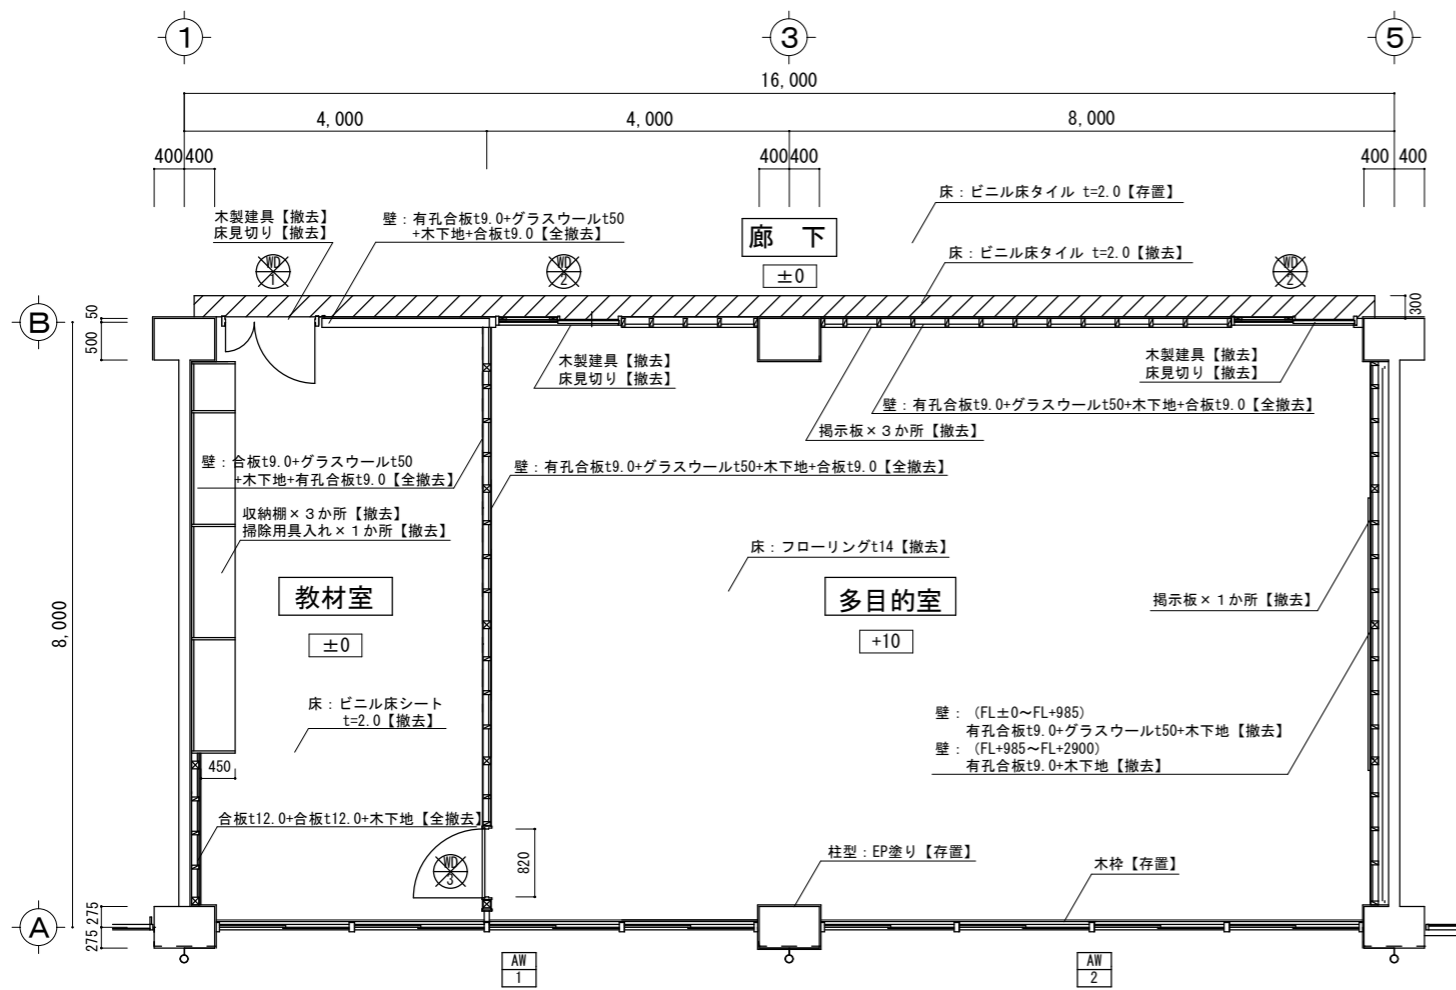 1
3
5
16,000
4,000
4,000
8,000
400
400
400
400
400
400
床：ビニル床タイル t=2.0【存置】
木製建具【撤去】
床見切り【撤去】
壁：有孔合板t9.0+グラスウールt50
+木下地+合板t9.0【全撤去】
廊 下
±0
床：ビニル床タイル t=2.0【撤去】
WD
1
WD
2
WD
2
B
50
500
300
木製建具【撤去】
床見切り【撤去】
木製建具【撤去】
床見切り【撤去】
壁：有孔合板t9.0+グラスウールt50+木下地+合板t9.0【全撤去】
掲示板×3か所【撤去】
壁：合板t9.0+グラスウールt50
+木下地+有孔合板t9.0【全撤去】
壁：有孔合板t9.0+グラスウールt50+木下地+合板t9.0【全撤去】
収納棚×3か所【撤去】
掃除用具入れ×1か所【撤去】
床：フローリングt14【撤去】
教材室
±0
多目的室
+10
掲示板×1か所【撤去】
8,000
床：ビニル床シート
t=2.0【撤去】
壁：（FL±0～FL+985）
有孔合板t9.0+グラスウールt50+木下地【撤去】
壁：（FL+985～FL+2900）
有孔合板t9.0+木下地【撤去】
450
合板t12.0+合板t12.0+木下地【全撤去】
820
WD
3
柱型：EP塗り【存置】
木枠【存置】
A
275
275
AW
1
AW
2